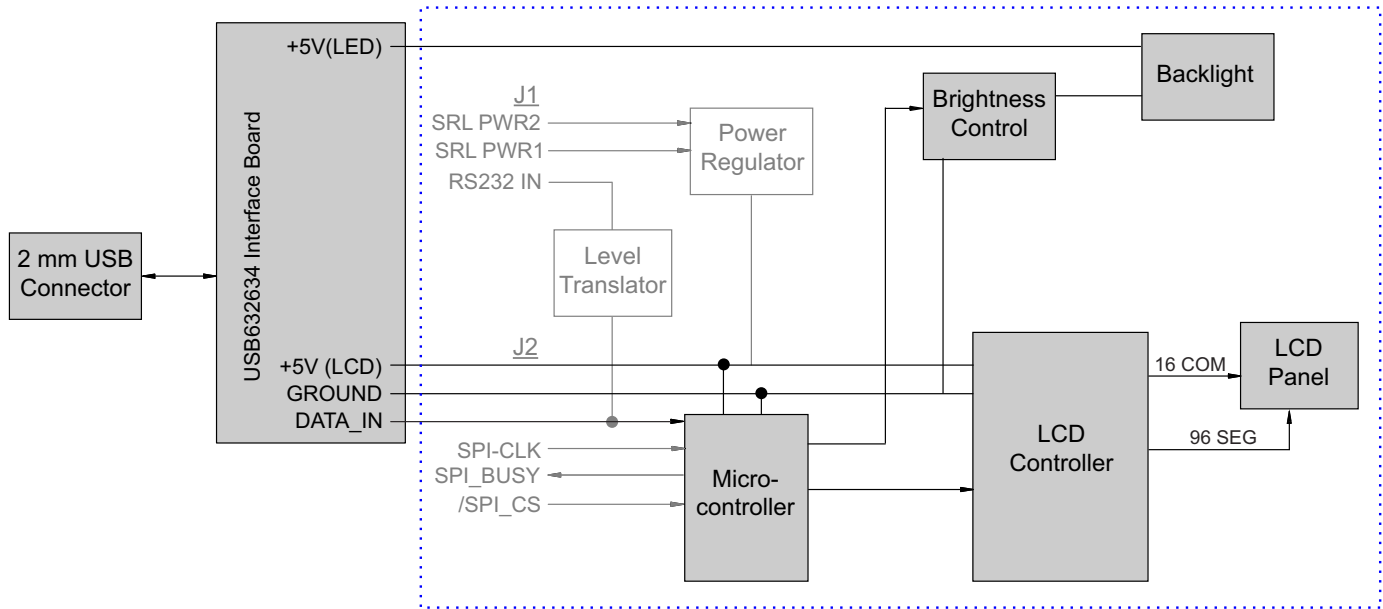 +5V(LED)
Backlight
Brightness
Control
J1
SRL PWR2
SRL PWR1
RS232 IN
Power
Regulator
USB632634 Interface Board
2 mm USB
Connector
Level
Translator
J2
+5V (LCD)
GROUND
DATA_IN
SPI-CLK
SPI_BUSY
/SPI_CS
Micro-
controller
LCD
Controller
16 COM
96 SEG
LCD
Panel